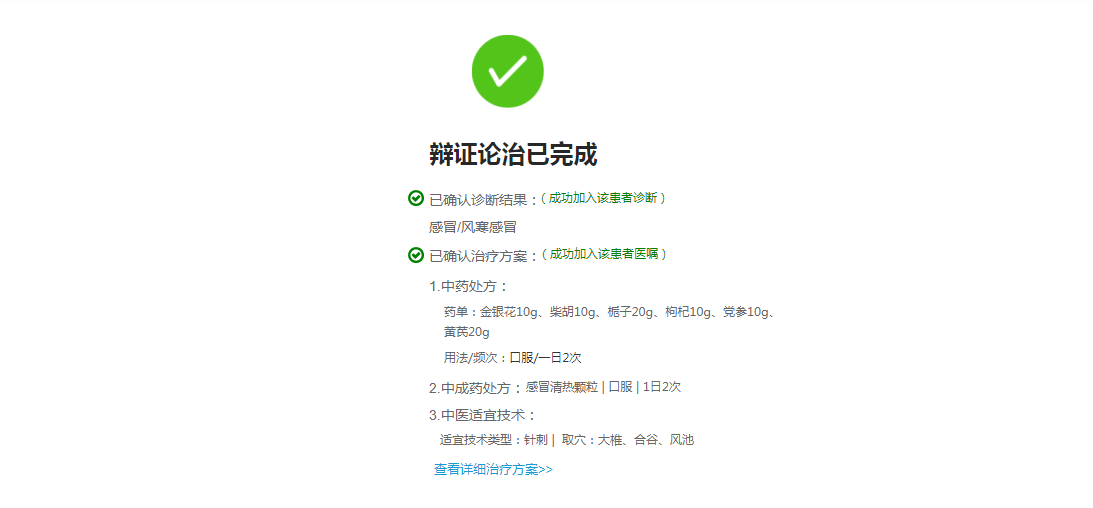 辩证论治已完成
已确认诊断结果：（成功加入该患者诊断）
感冒/风寒感冒
已确认治疗方案：（成功加入该患者医嘱）
1.中药处方：
药单：金银花10g、柴胡10g、栀子20g、枸杞10g、党参10g、
黄芪20g
用法/频次：口服/一日2次
2.中成药处方：感冒清热颗粒 | 口服 | 1日2次
3.中医适宜技术：
适宜技术类型：针刺 | 取穴：大椎、合谷、风池
查看详细治疗方案>>